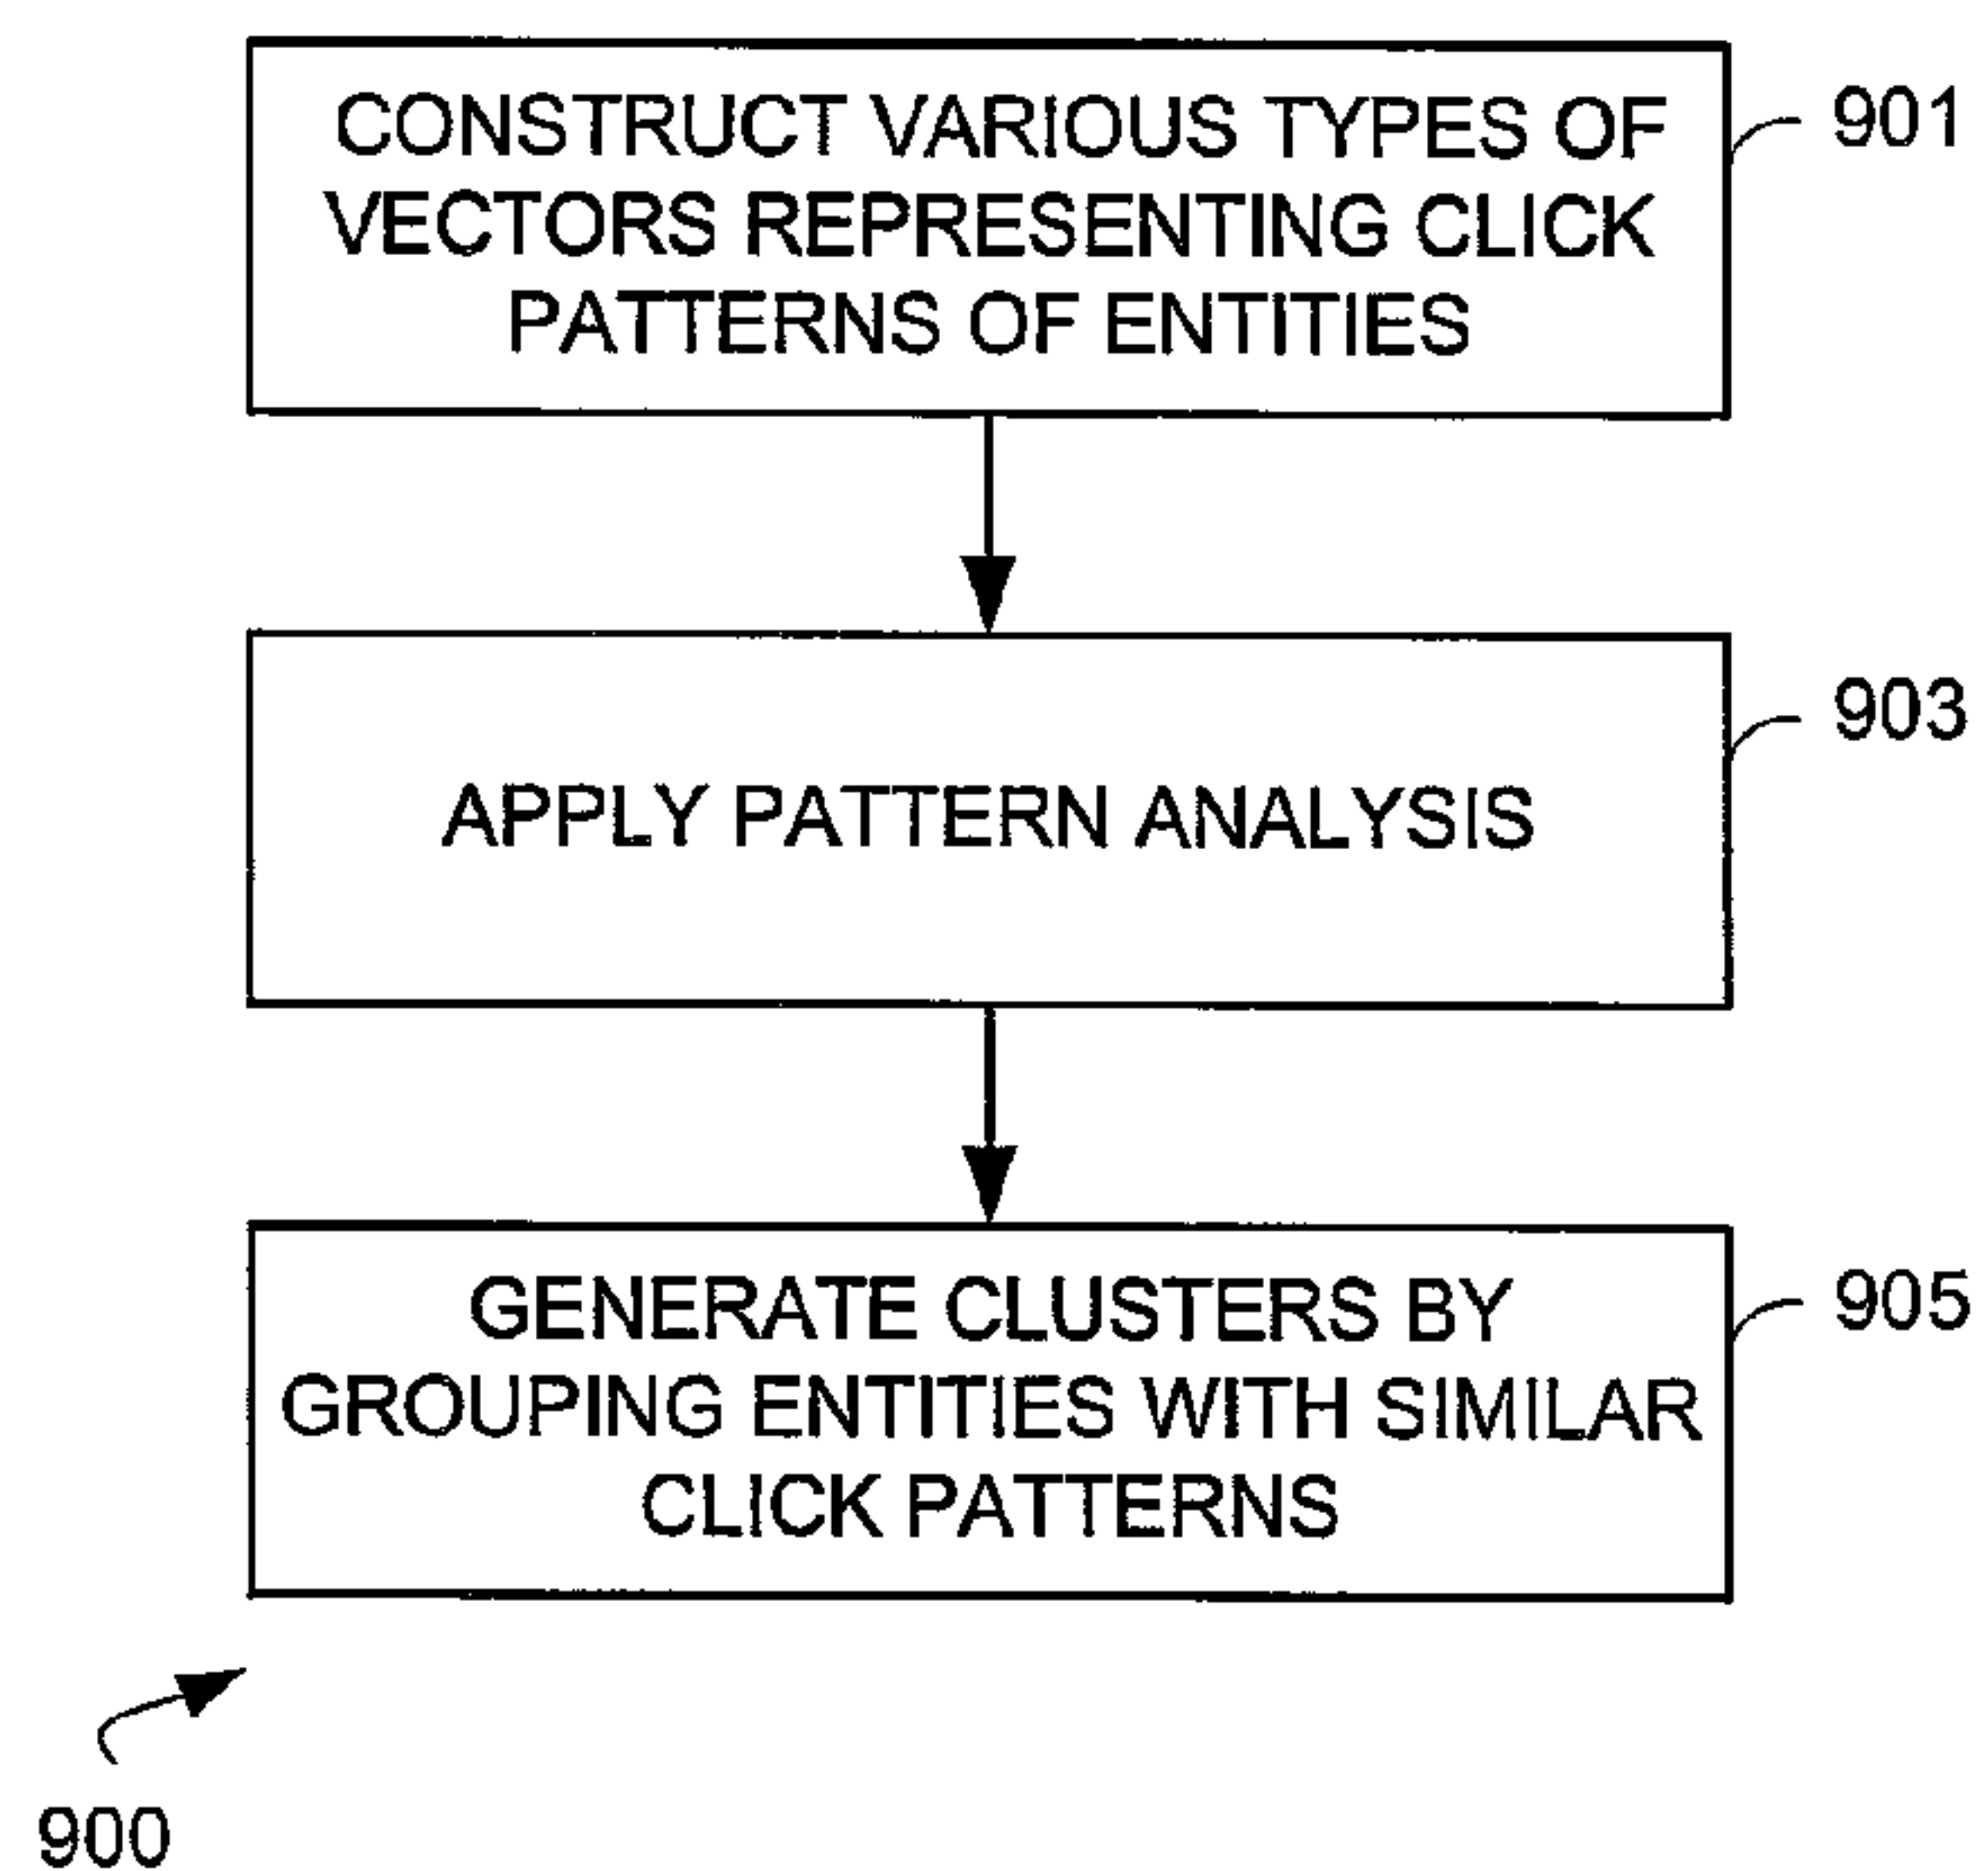 CONSTRUCT VARIOUS TYPES OF
VECTORS REPRESENTING CLICK
PATTERNS OF ENTITIES
901
APPLY PATTERN ANALYSIS
903
GENERATE CLUSTERS BY
GROUPING ENTITIES WITH SIMILAR
CLICK PATTERNS
905
900